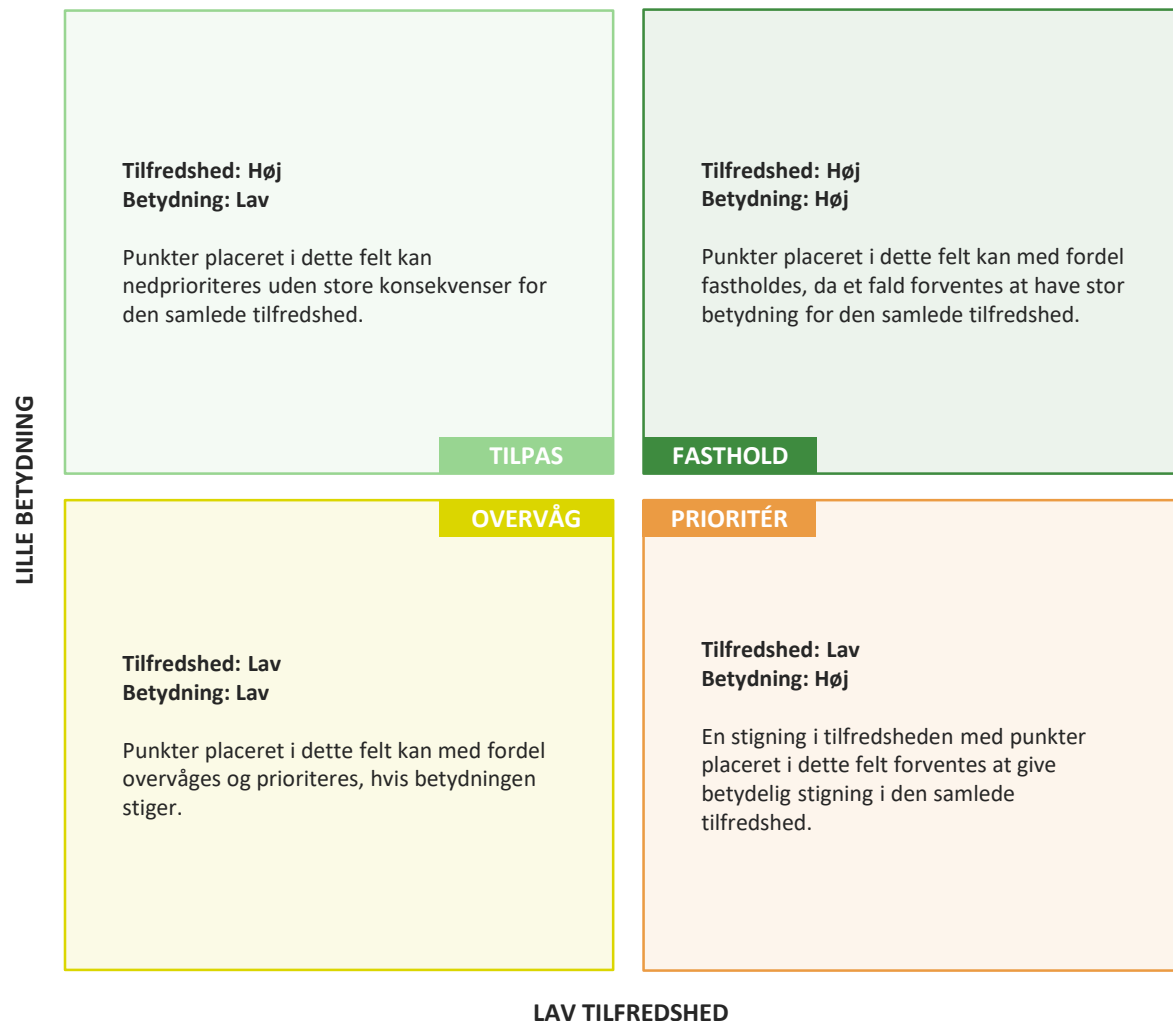 Tilfredshed: Høj
Betydning: Lav
Punkter placeret i dette felt kan
nedprioriteres uden store konsekvenser for
den samlede tilfredshed.
TILPAS
Tilfredshed: Høj
Betydning: Høj
Punkter placeret i dette felt kan med fordel
fastholdes, da et fald forventes at have stor
betydning for den samlede tilfredshed.
FASTHOLD
LILLE BETYDNING
OVERVÅG
Tilfredshed: Lav
Betydning: Lav
Punkter placeret i dette felt kan med fordel
overvåges og prioriteres, hvis betydningen
stiger.
PRIORITÉR
Tilfredshed: Lav
Betydning: Høj
En stigning i tilfredsheden med punkter
placeret i dette felt forventes at give
betydelig stigning i den samlede
tilfredshed.
LAV TILFREDSHED